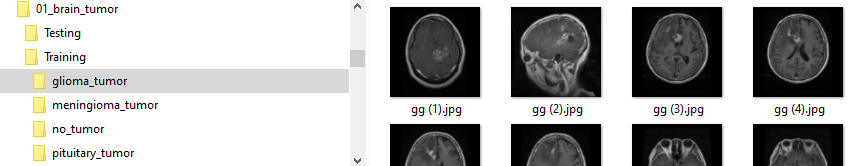 01_brain_tumor
Testing
Training
glioma_tumor
meningioma_tumor
no_tumor
pituitary_tumor
gg (1).jpg
gg (2).jpg
gg (3).jpg
gg (4).jpg